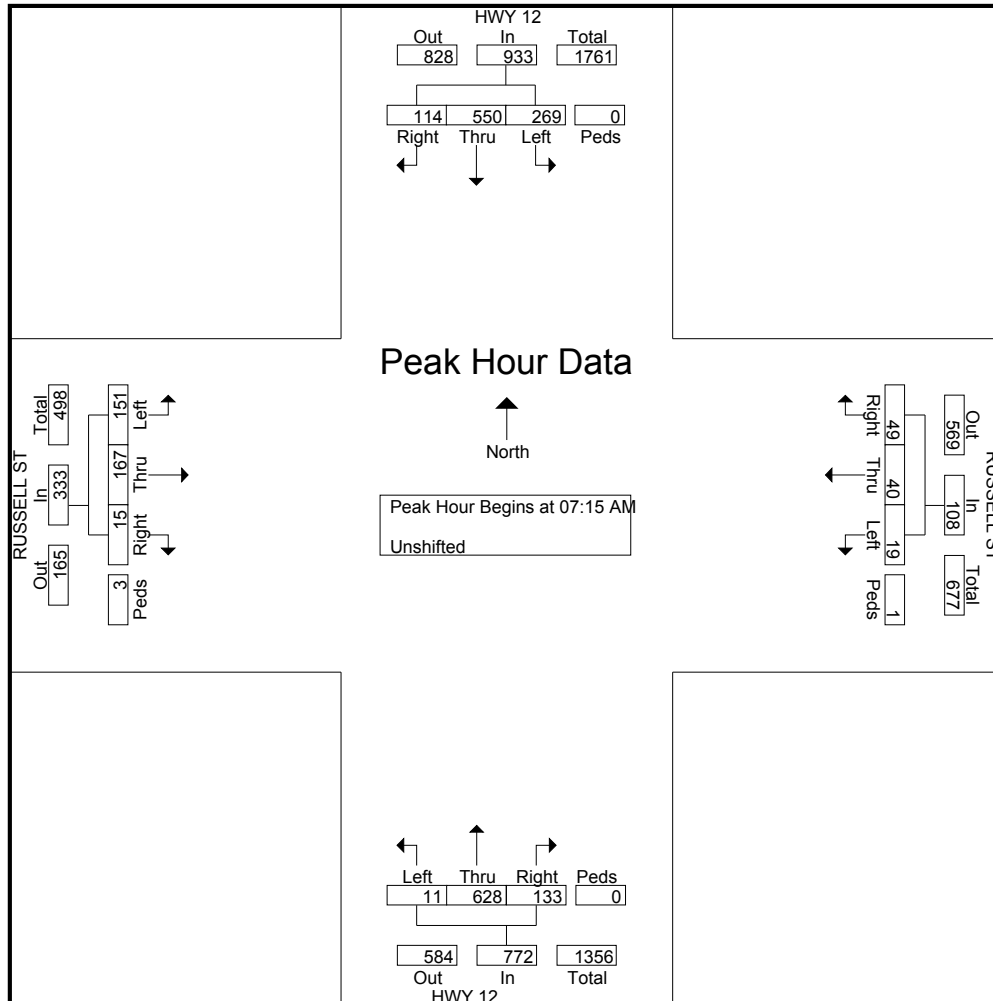 HWY 12
Out In Total
828 933 1761
114 550 269 0
Right Thru Left Peds
Peak Hour Data
North
Peak Hour Begins at 07:15 AM
Unshifted
RUSSELL ST
Out In Total
165 333 498
3 15 167 151
Peds Right Thru Left
RUSSELL ST
Out In Total
569 108 677
49 40 19 1
Right Thru Left Peds
Left Thru Right Peds
11 628 133 0
584 772 1356
Out In Total
HWY 12